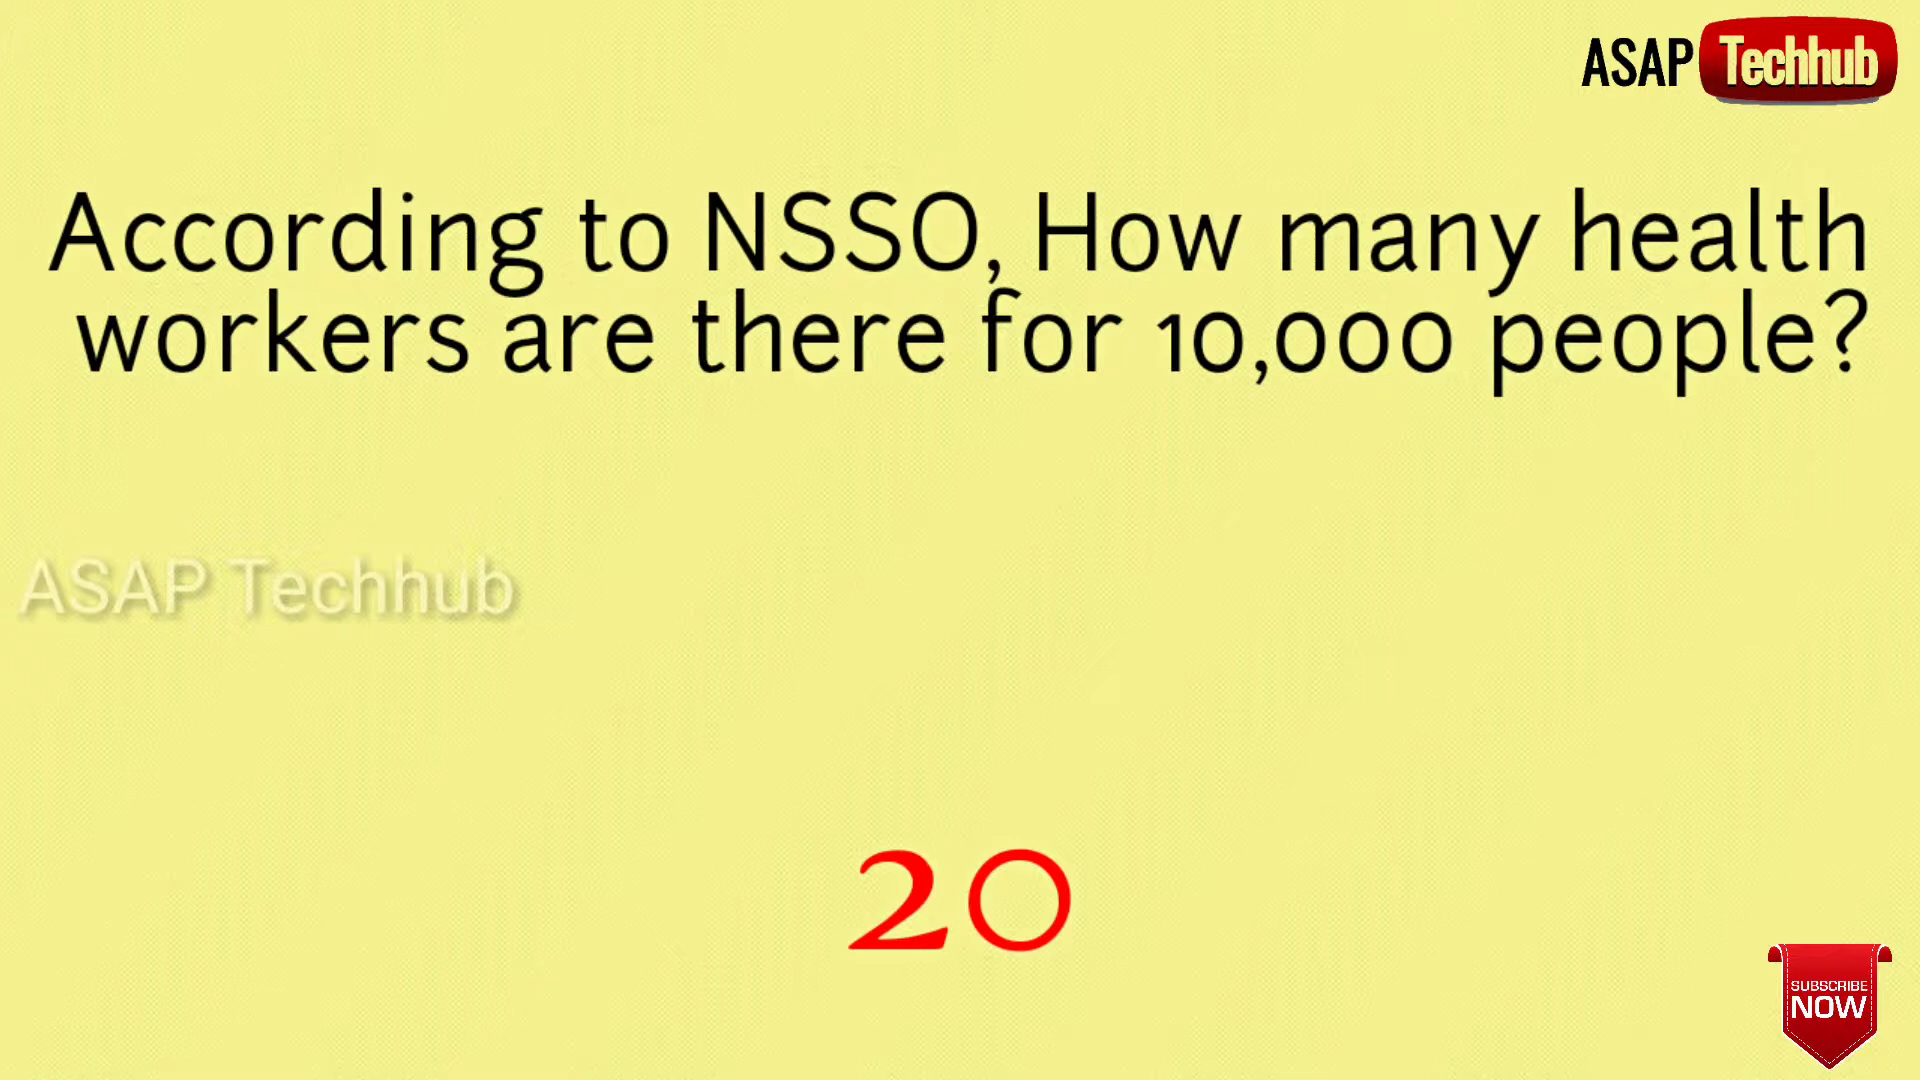 ASAP Techhub
According to NSSO, How many health
workers are there for 10,000 people?
ASAP Techhub
20
SUBSCRIBE
NOW